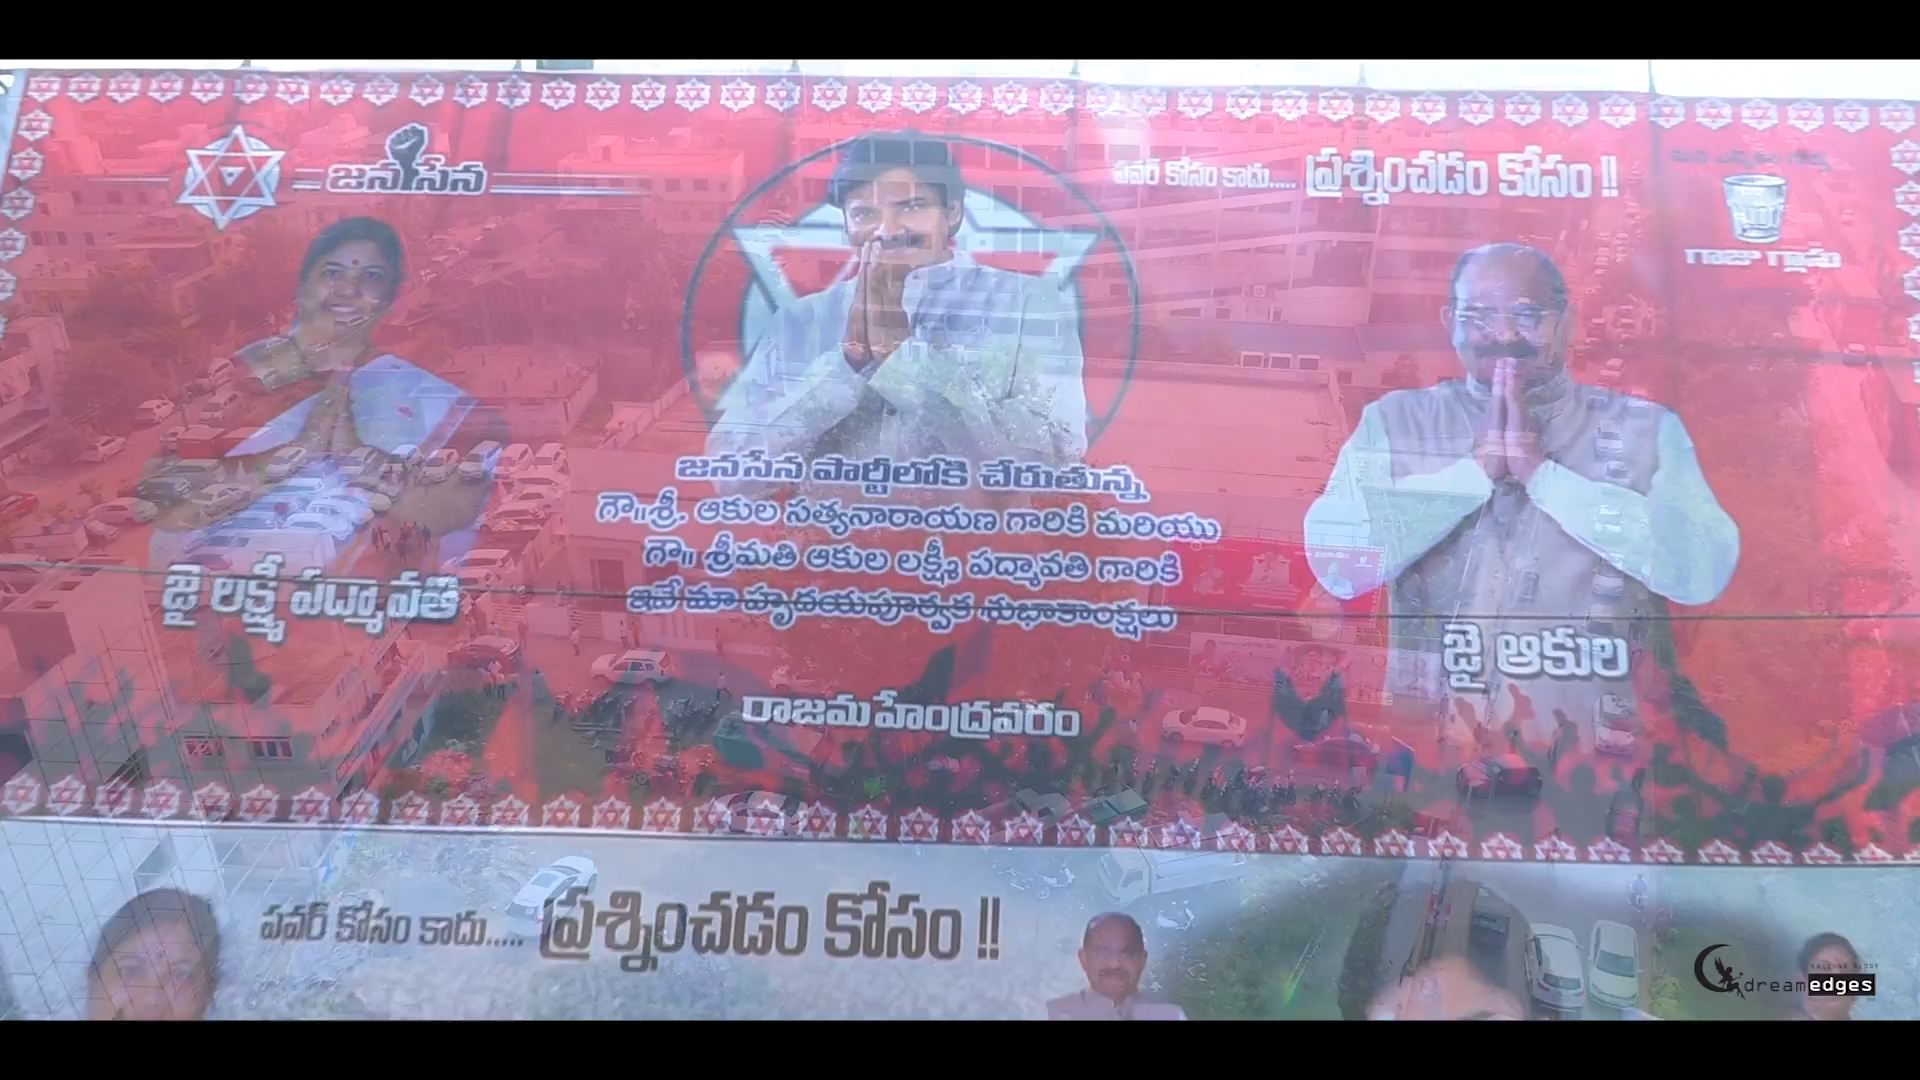 జనసేన
పవర్ కోసం కాదు..... ప్రశ్నించడం కోసం !!
గాజు గ్లాసు
జనసేన పార్టీలోకి చేరుతున్న
గౌ॥శ్రీ. ఆకుల సత్యనారాయణ గారికి మరియు
గౌ॥ శ్రీమతి ఆకుల లక్ష్మీ పద్మావతి గారికి
ఇవే మా హృదయపూర్వక శుభాకాంక్షలు
జై లక్ష్మీ పద్మావతి
జై ఆకుల
రాజమహేంద్రవరం
పవర్ కోసం కాదు..... ప్రశ్నించడం కోసం !!
dreamedges